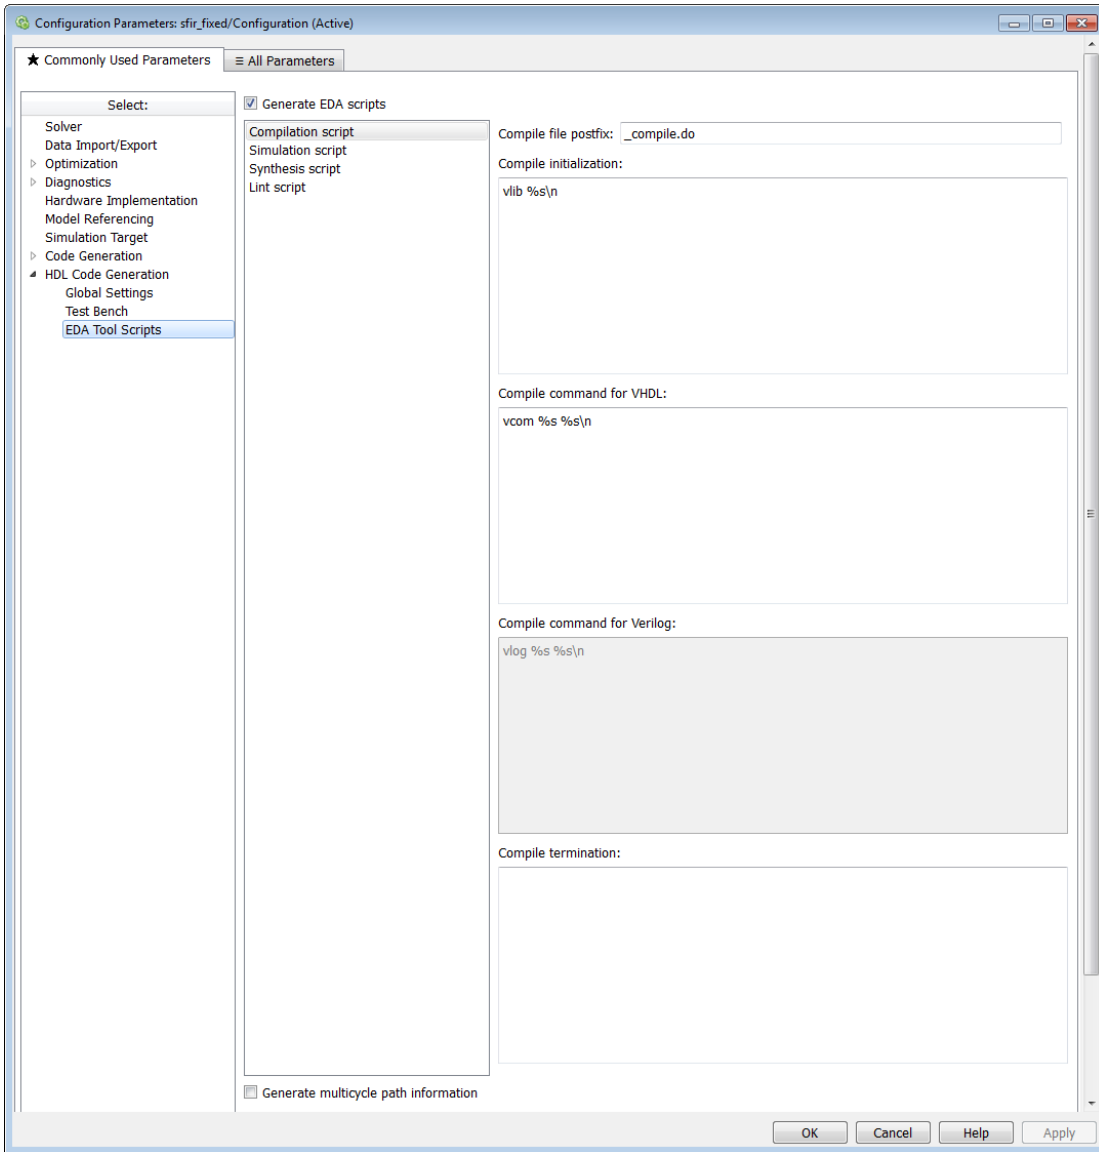 Configuration Parameters: sfir_fixed/Configuration (Active)
★ Commonly Used Parameters
≡ All Parameters
Select:
Solver
Data Import/Export
Optimization
Diagnostics
Hardware Implementation
Model Referencing
Simulation Target
Code Generation
HDL Code Generation
Global Settings
Test Bench
EDA Tool Scripts
Generate EDA scripts
Compilation script
Simulation script
Synthesis script
Lint script
Compile file postfix: _compile.do
Compile initialization:
vlib %s\n
Compile command for VHDL:
vcom %s %s\n
Compile command for Verilog:
vlog %s %s\n
Compile termination:
Generate multicycle path information
OK
Cancel
Help
Apply